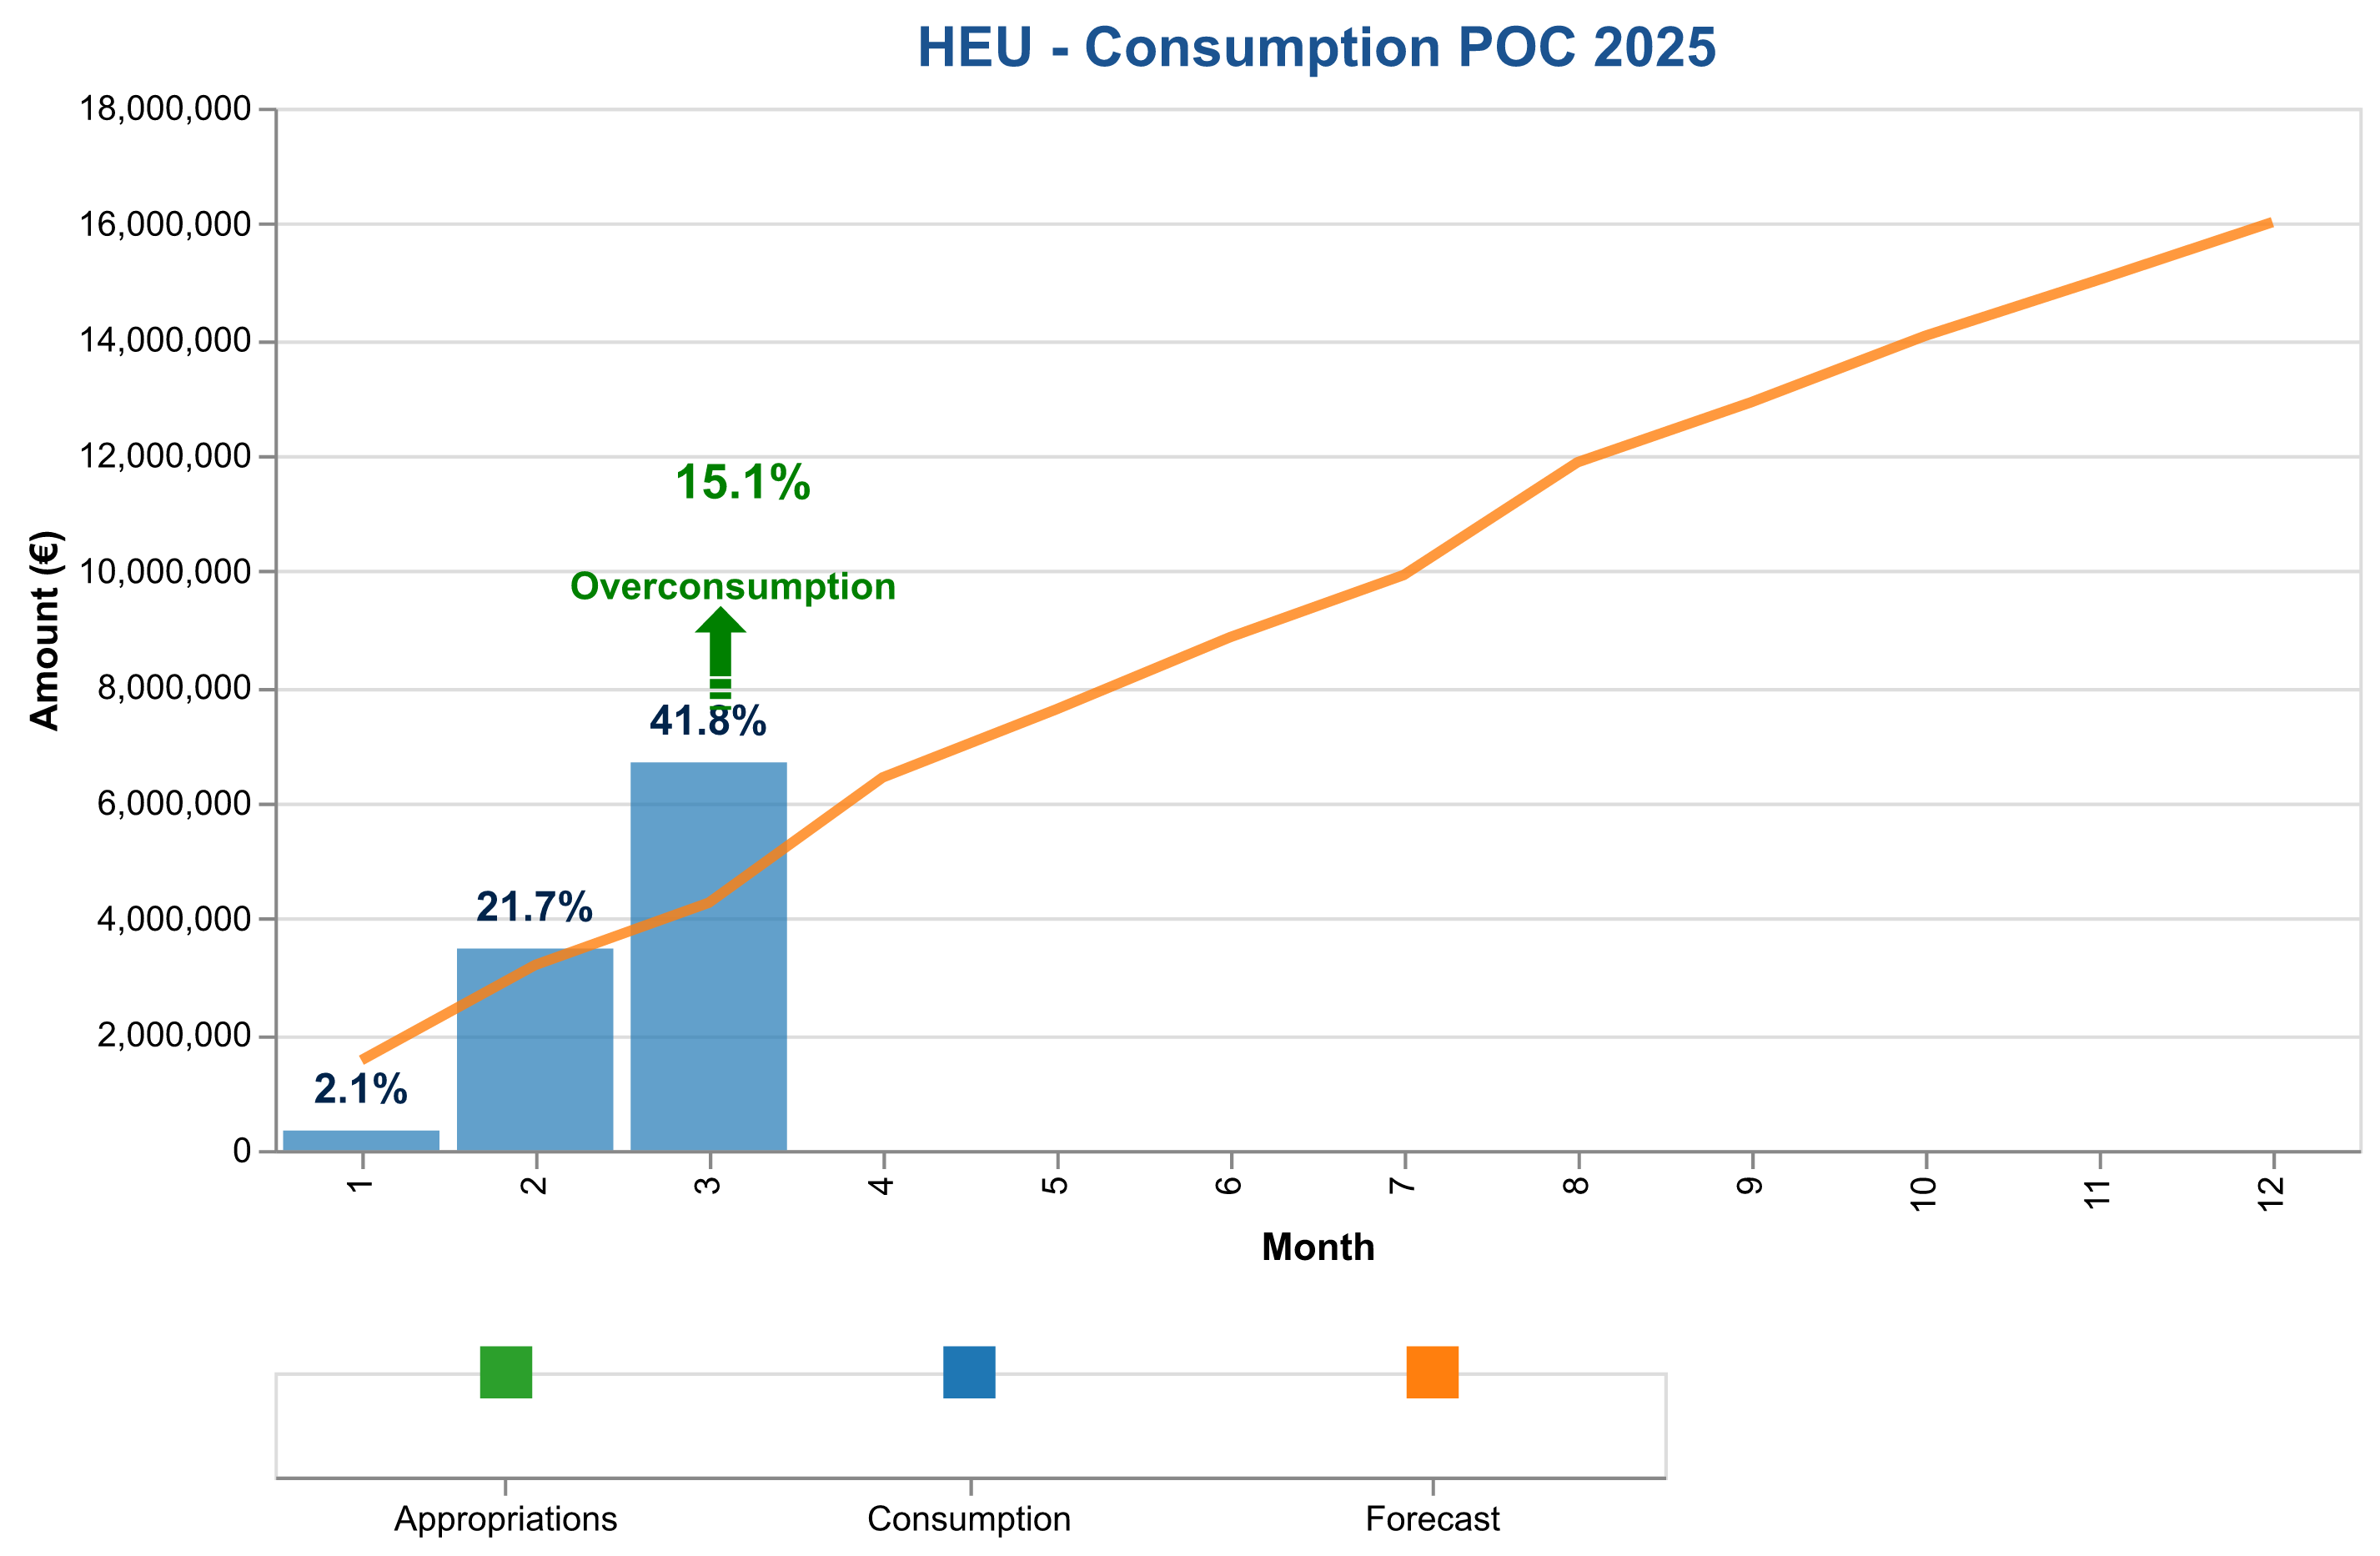 HEU - Consumption POC 2025
Amount (€)
18,000,000
16,000,000
14,000,000
12,000,000
10,000,000
8,000,000
6,000,000
4,000,000
2,000,000
0
15.1%
Overconsumption
41.8%
21.7%
2.1%
1 2 3 4 5 6 7 8 9 10 11 12
Month
Appropriations Consumption Forecast